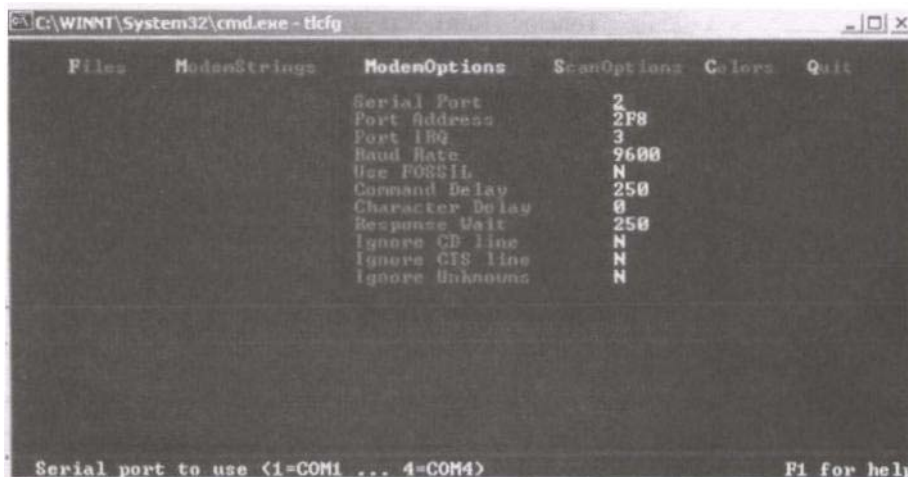 C:\WINNT\System32\cmd.exe - tlcfg
Files ModemStrings ModemOptions ScanOptions Colors Quit
Serial Port 2
Port Address 2F8
Port IRQ 3
Baud Rate 9600
Use FOSSIL N
Command Delay 250
Character Delay 0
Response Wait 250
Ignore CD line N
Ignore CTS line N
Ignore Unknowns N
Serial port to use <1=COM1 ... 4=COM4> F1 for help